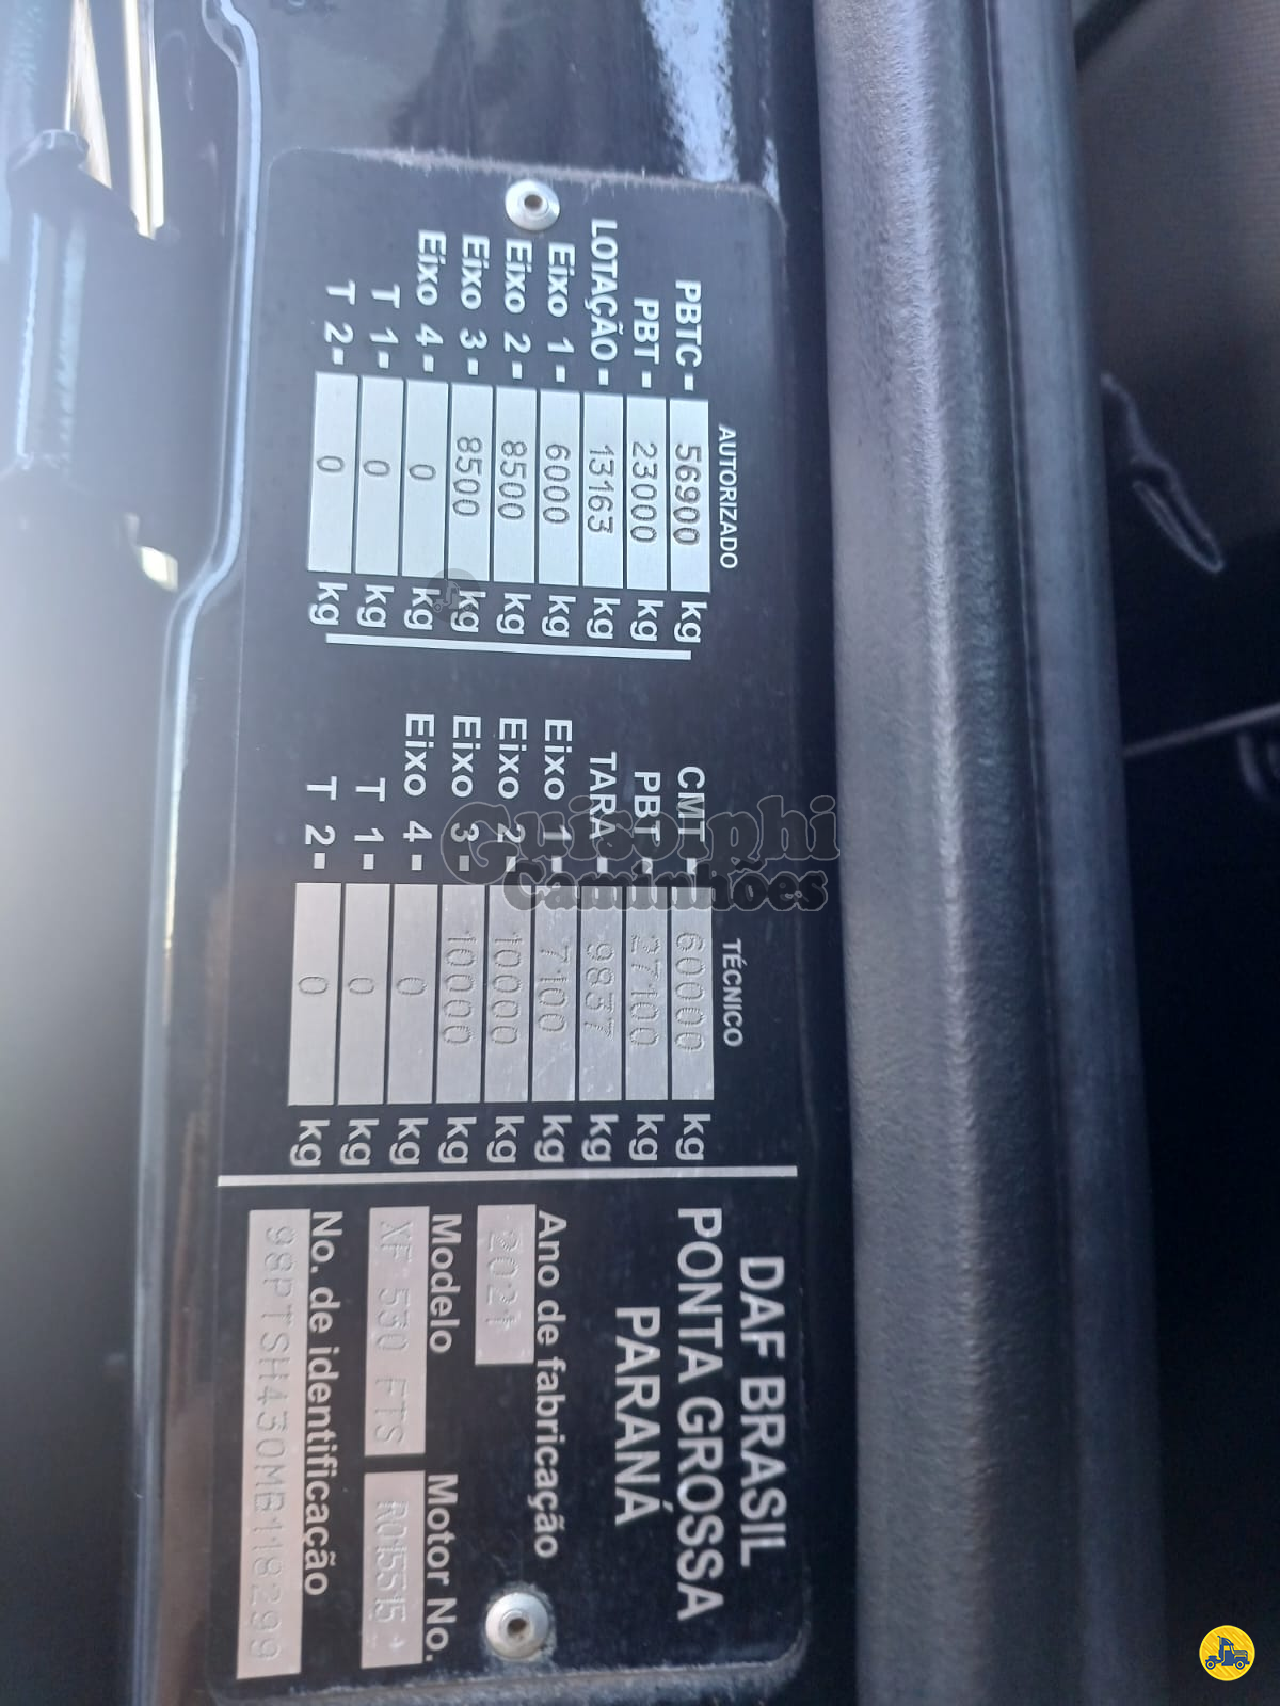 AUTORIZADO
PBTC- 56900 kg
PBT- 23000 kg
LOTAÇÃO- 13163 kg
Eixo 1- 6000 kg
Eixo 2- 8500 kg
Eixo 3- 8500 kg
Eixo 4- 0 kg
T 1- 0 kg
T 2- 0 kg
TÉCNICO
CMT- 60000 kg
PBT- 27100 kg
TARA- 9837 kg
Eixo 1- 7100 kg
Eixo 2- 10000 kg
Eixo 3- 10000 kg
Eixo 4- 0 kg
T 1- 0 kg
T 2- 0 kg
DAF BRASIL
PONTA GROSSA
PARANÁ
Ano de fabricação
2021
Modelo Motor No.
XF 530 FTS R015515
No. de identificação
98PTSH430MB118299
Guisolphi
Caminhões